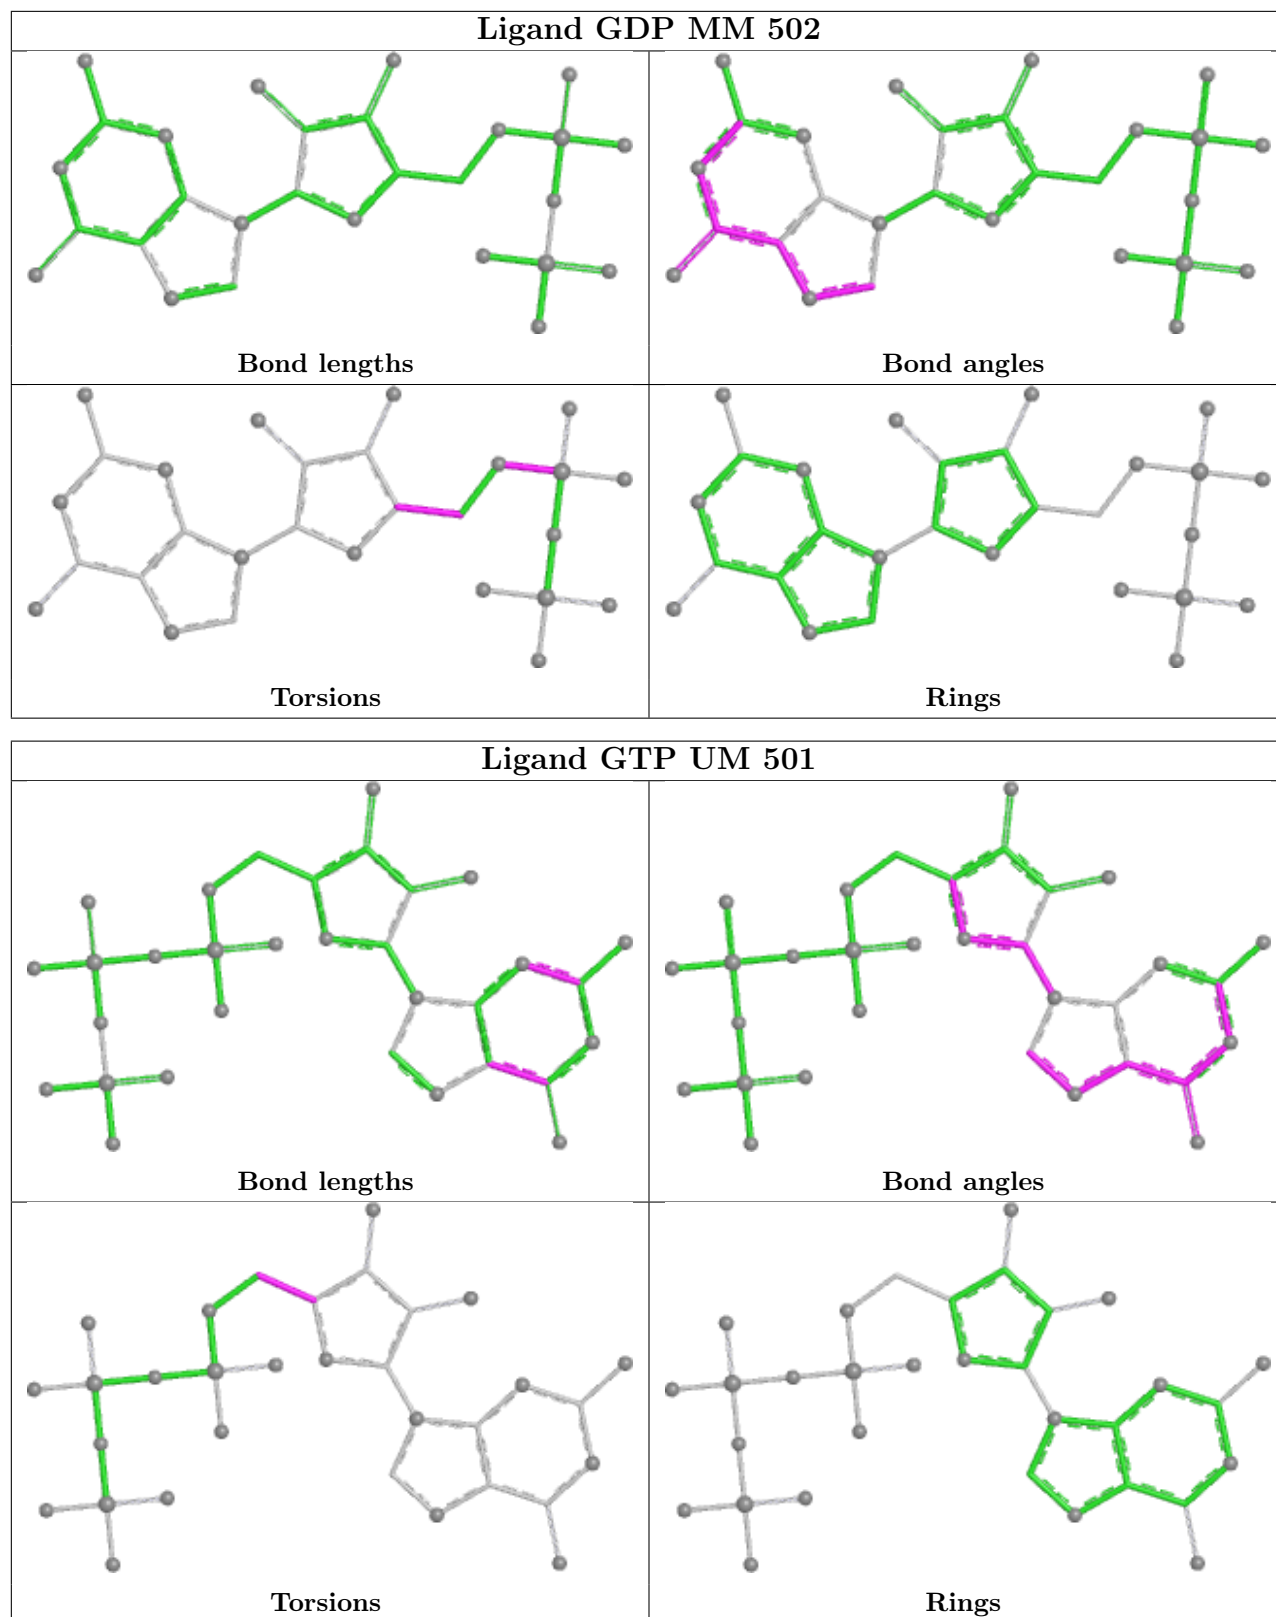 Ligand GDP MM 502
Bond lengths
Bond angles
Torsions
Rings
Ligand GTP UM 501
Bond lengths
Bond angles
Torsions
Rings